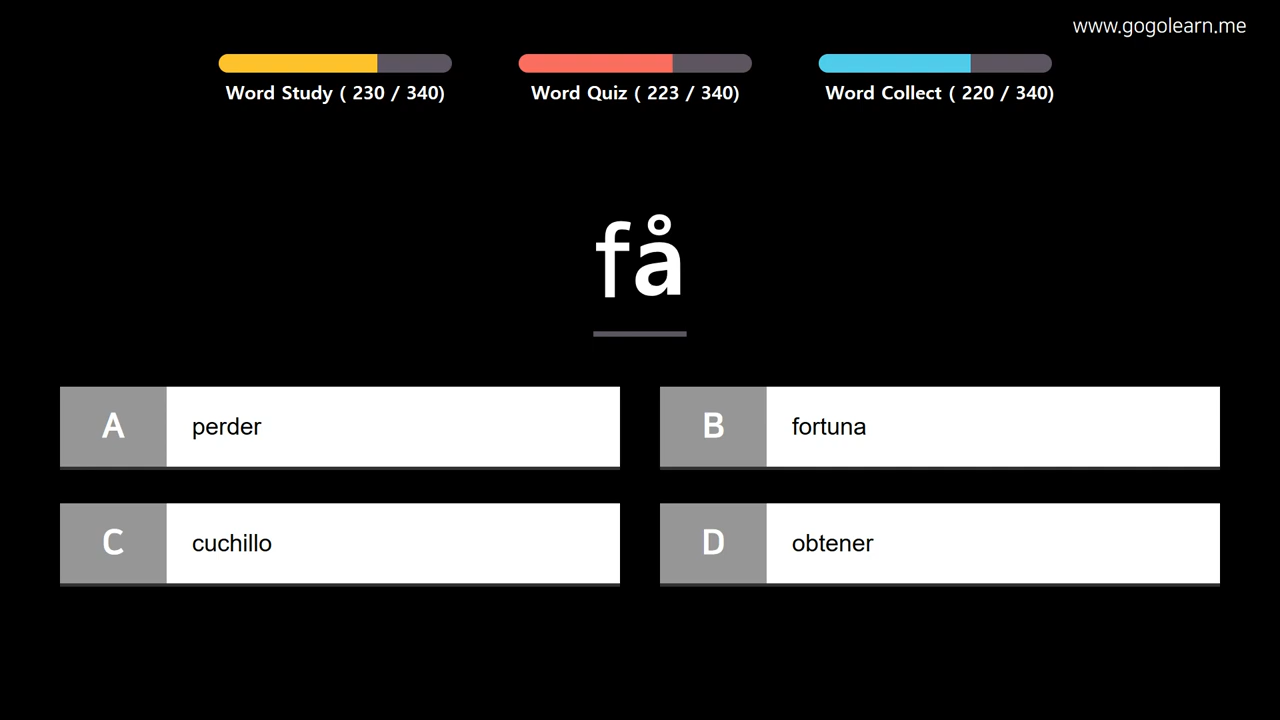 www.gogolearn.me
Word Study ( 230 / 340) Word Quiz ( 223 / 340) Word Collect ( 220 / 340)
få
A perder
B fortuna
C cuchillo
D obtener